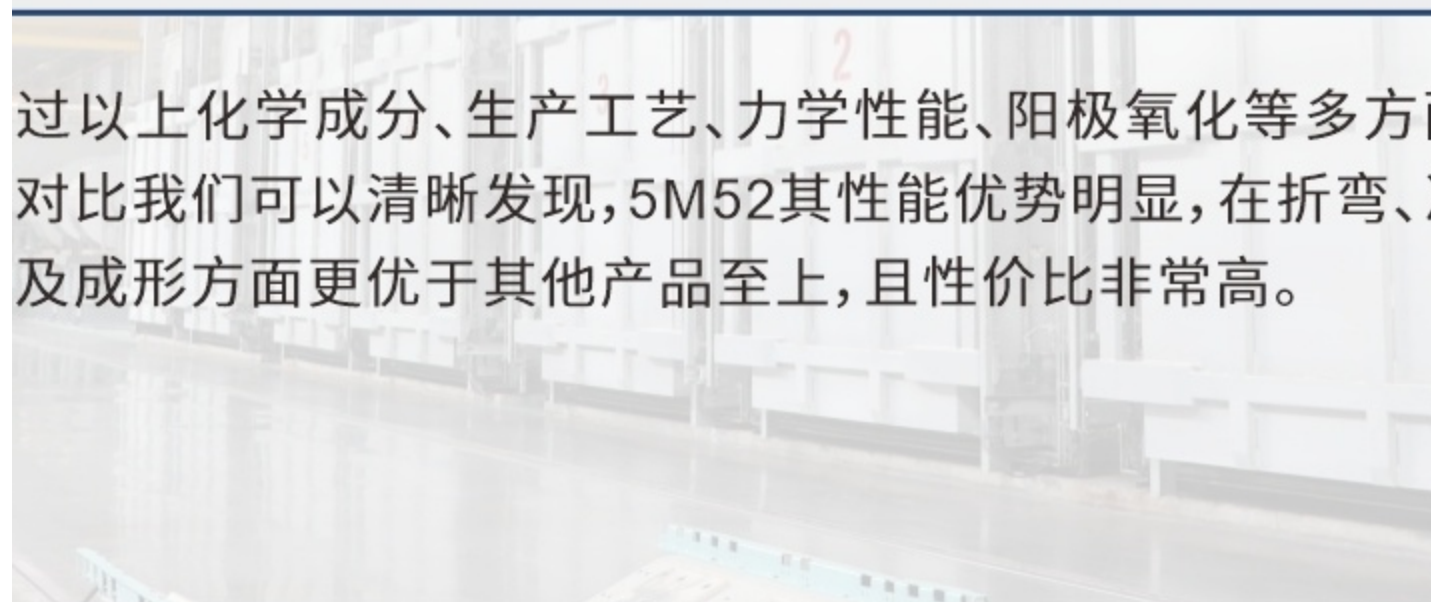 过以上化学成分、生产工艺、力学性能、阳极氧化等多方
对比我们可以清晰发现,5M52其性能优势明显,在折弯、
及成形方面更优于其他产品至上,且性价比非常高。